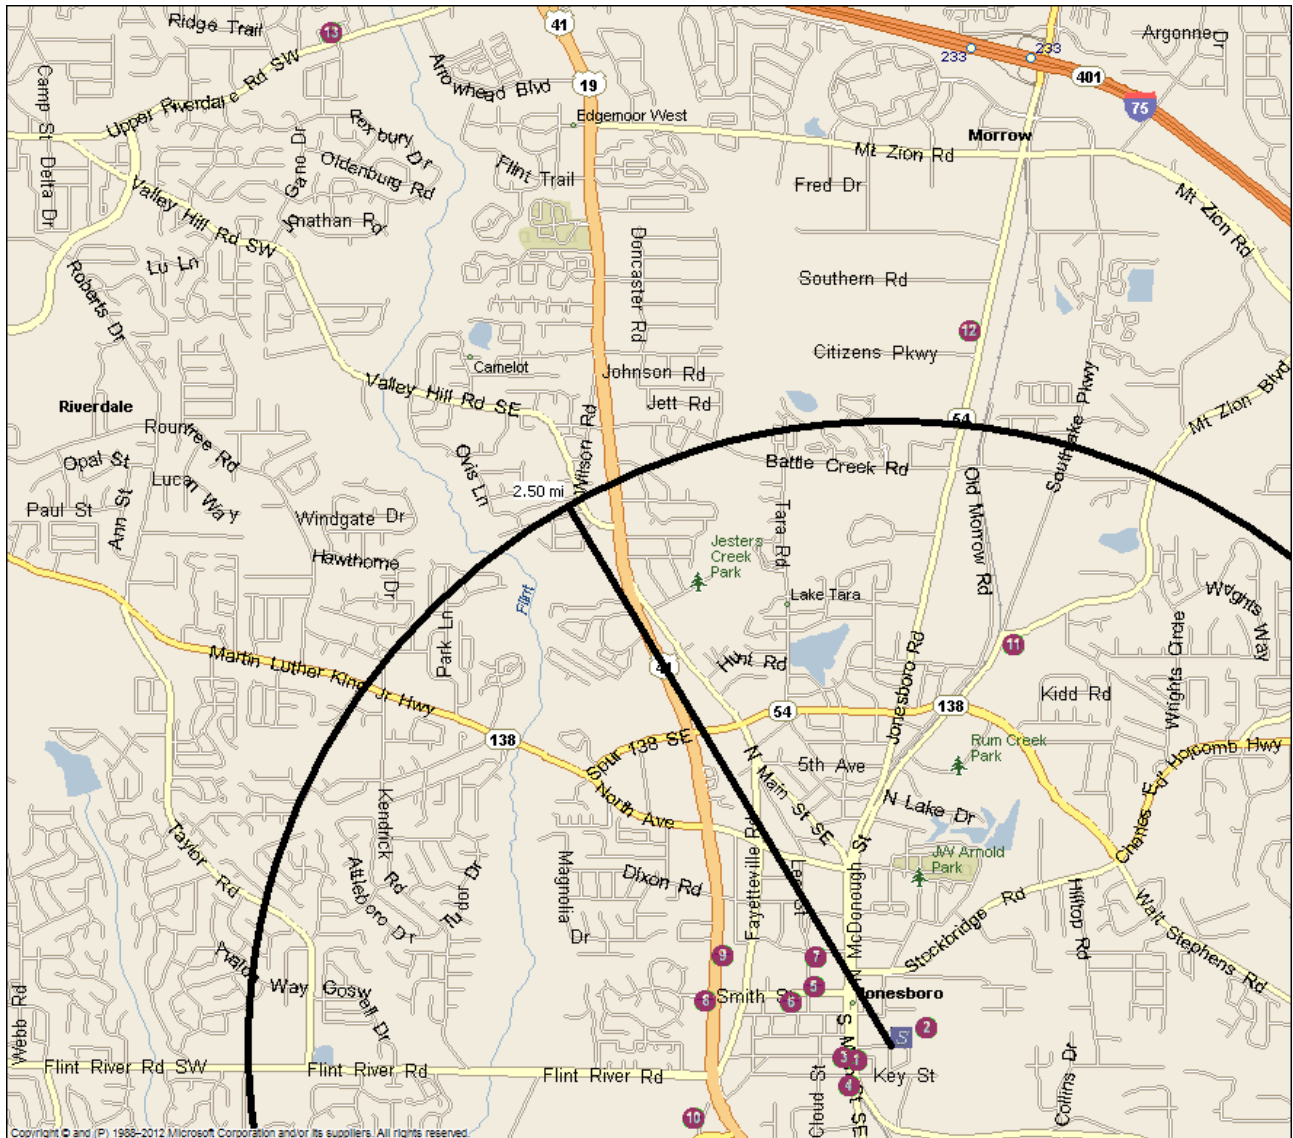 Ridge Trail
13
41
Argonne Dr
233
233
401
75
Arrowhead Blvd
19
Camp St
Upper Riverdale Rd SW
Edgemoor West
Morrow
Roxbury Dr
Mt Zion Rd
Oldenburg Rd
Flint Trail
Fred Dr
Delta Dr
Valley Hill Rd SW
Jonathan Rd
Mt Zion Rd
Lu Ln
Doncaster Rd
Southern Rd
Roberts Dr
12
Citizens Pkwy
Camelot
Johnson Rd
Valley Hill Rd SE
Jett Rd
Southlake Pkwy
Mt Zion Blvd
Riverdale
54
Rountree Rd
Wilson Rd
Opal St
Ovis Ln
Battle Creek Rd
Lucan Way
2.50 mi
Paul St
Ann St
Windgate Dr
Tara Rd
Old Morrow Rd
Jesters
Creek
Park
Hawthorne Dr
Flint
Lake Tara
Wrights Way
Park Ln
Wrights Circle
11
Martin Luther King Jr Hwy
41
Hunt Rd
Jonesboro Rd
Kidd Rd
54
138
138
Spur 138 SE
Rum Creek
Park
N Main St SE
5th Ave
Charles Ed Holcomb Hwy
North Ave
N Lake Dr
Kendrick Rd
Taylor Rd
Fayetteville Rd
JW Arnold
Park
Attleboro Dr
Tudor Dr
Magnolia Dr
Dixon Rd
Lee St
N McDonough St
Stockbridge Rd
Hilltop Rd
Walt Stephens Rd
9
7
Avalon Way
5
Jonesboro
8
Smith St
6
Webb Rd
2
S
3
1
Flint River Rd SW
Flint River Rd
Flint River Rd
Key St
4
Cloud St
Collins Dr
10
Copyright © and (P) 1988–2012 Microsoft Corporation and/or its suppliers. All rights reserved.